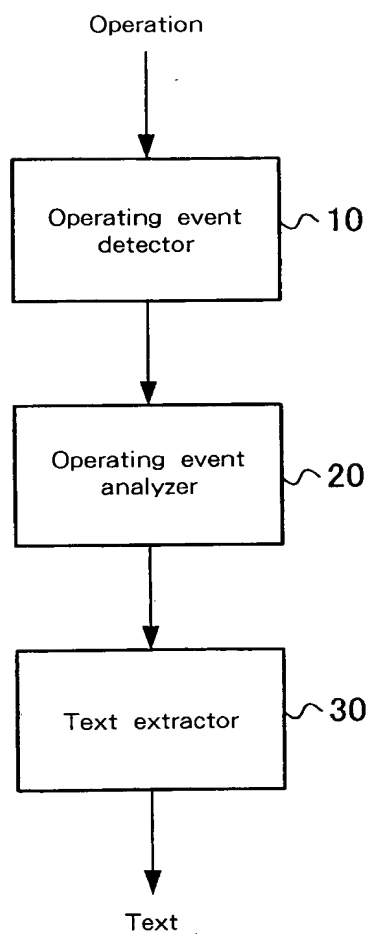 Operation
Operating event
detector
10
Operating event
analyzer
20
Text extractor
30
Text